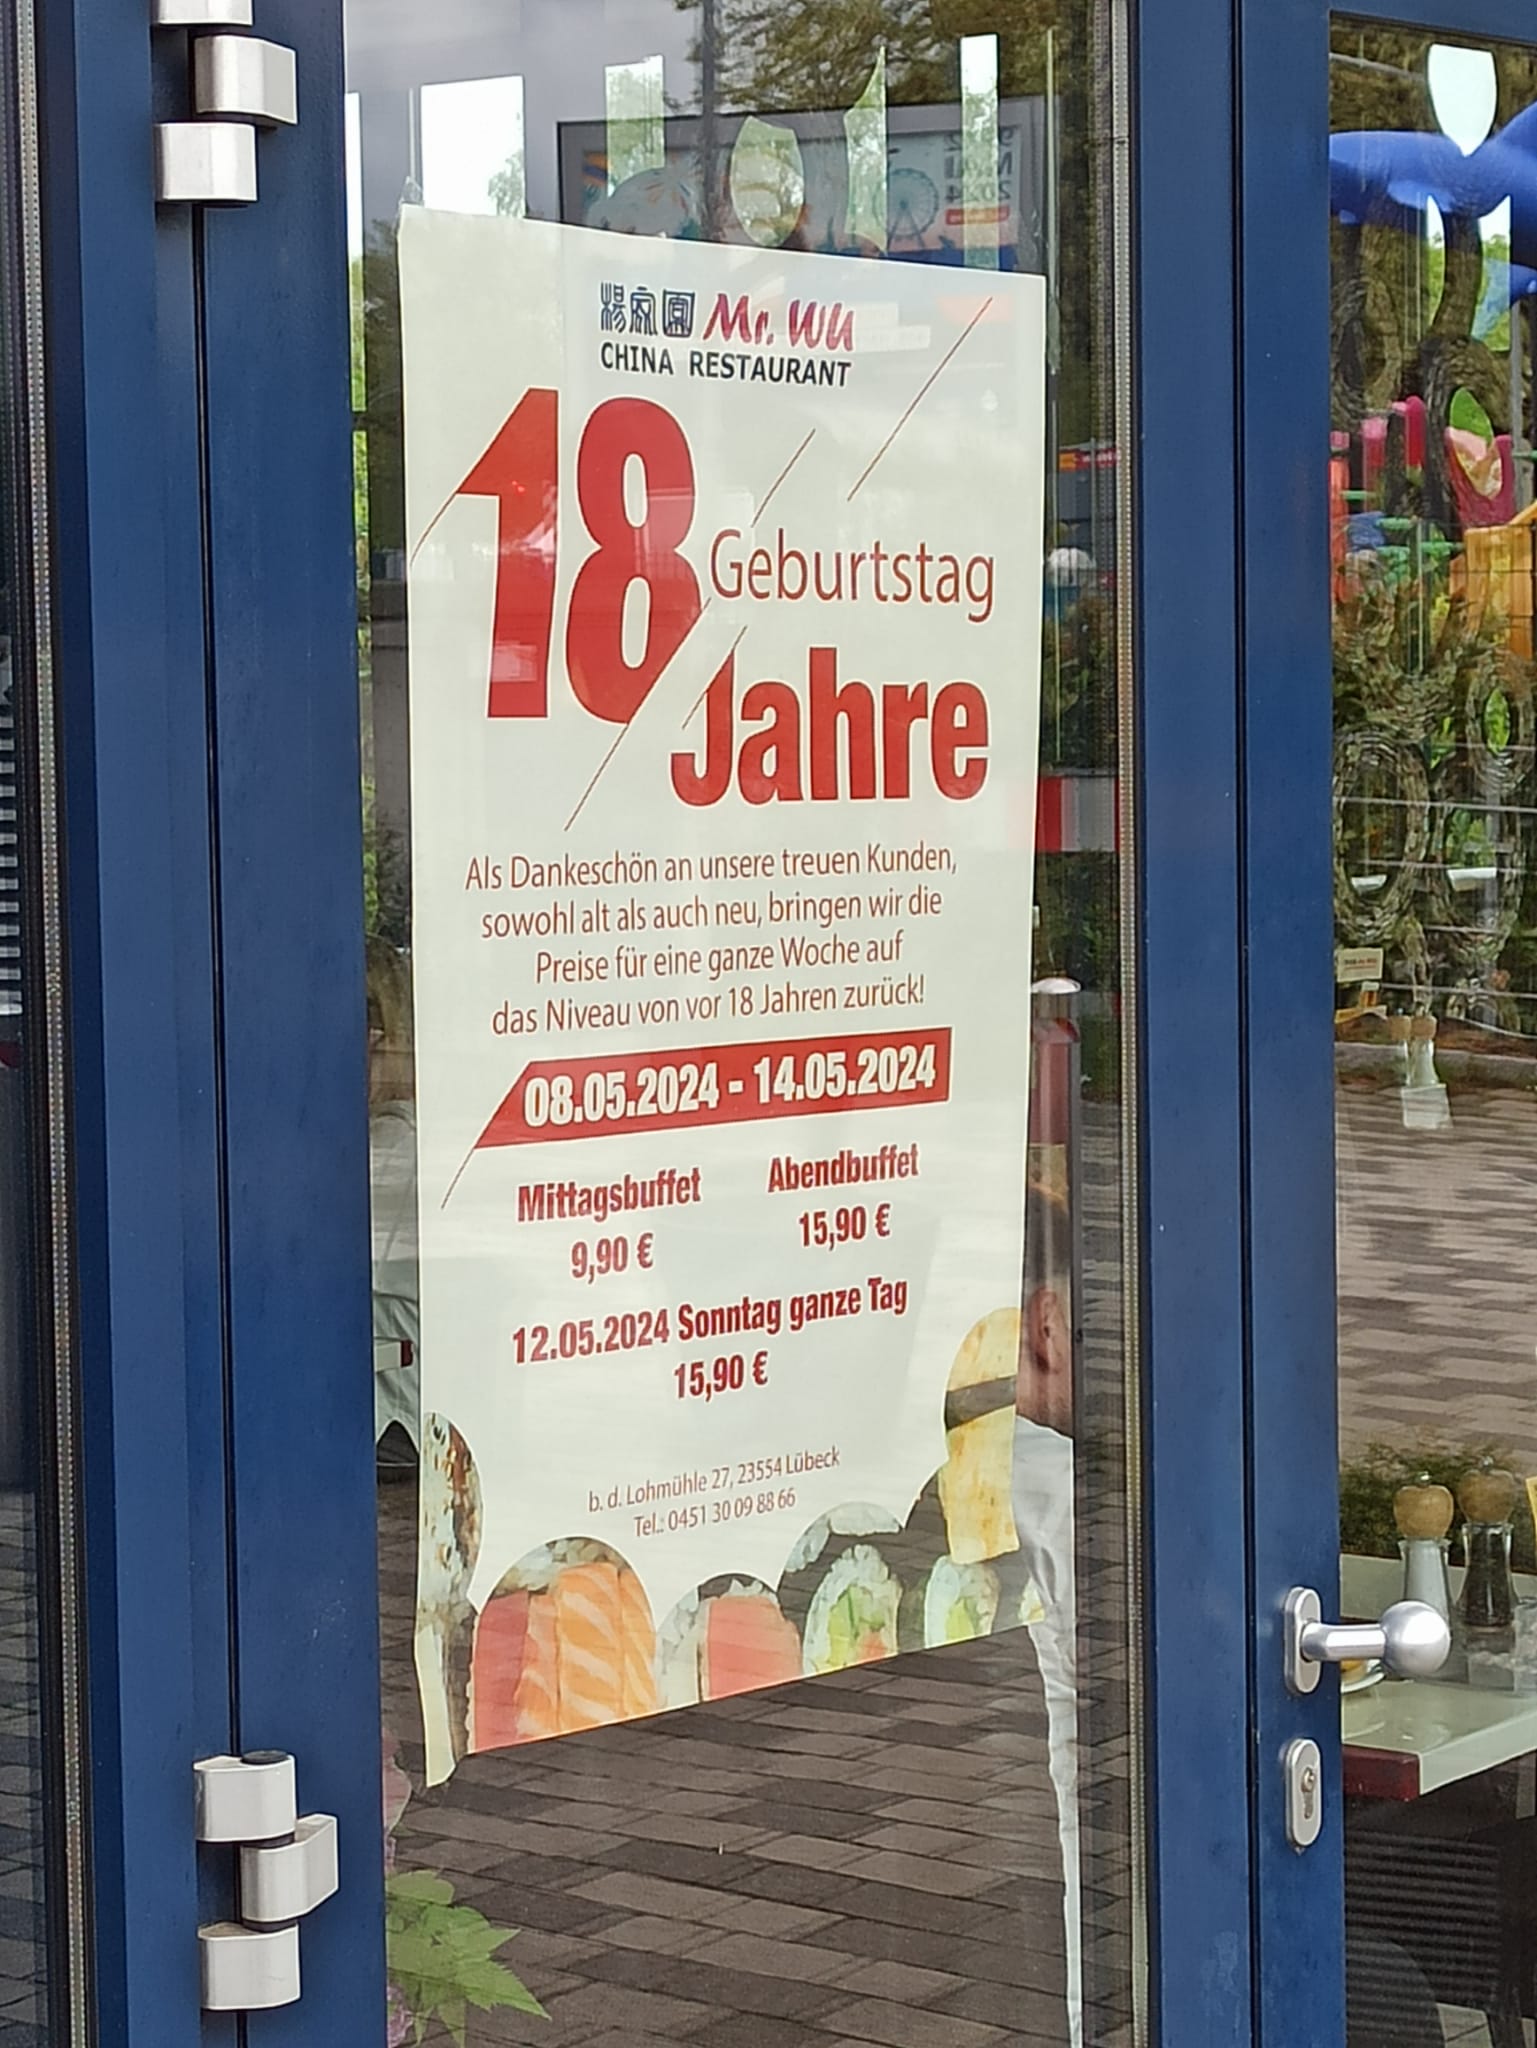 楊家園 Mr. Wu
CHINA RESTAURANT
18
Geburtstag
Jahre
Als Dankeschön an unsere treuen Kunden,
sowohl alt als auch neu, bringen wir die
Preise für eine ganze Woche auf
das Niveau von vor 18 Jahren zurück!
08.05.2024 - 14.05.2024
Mittagsbuffet Abendbuffet
9,90 € 15,90 €
12.05.2024 Sonntag ganze Tag
15,90 €
b. d. Lohmühle 27, 23554 Lübeck
Tel.: 0451 30 09 88 66